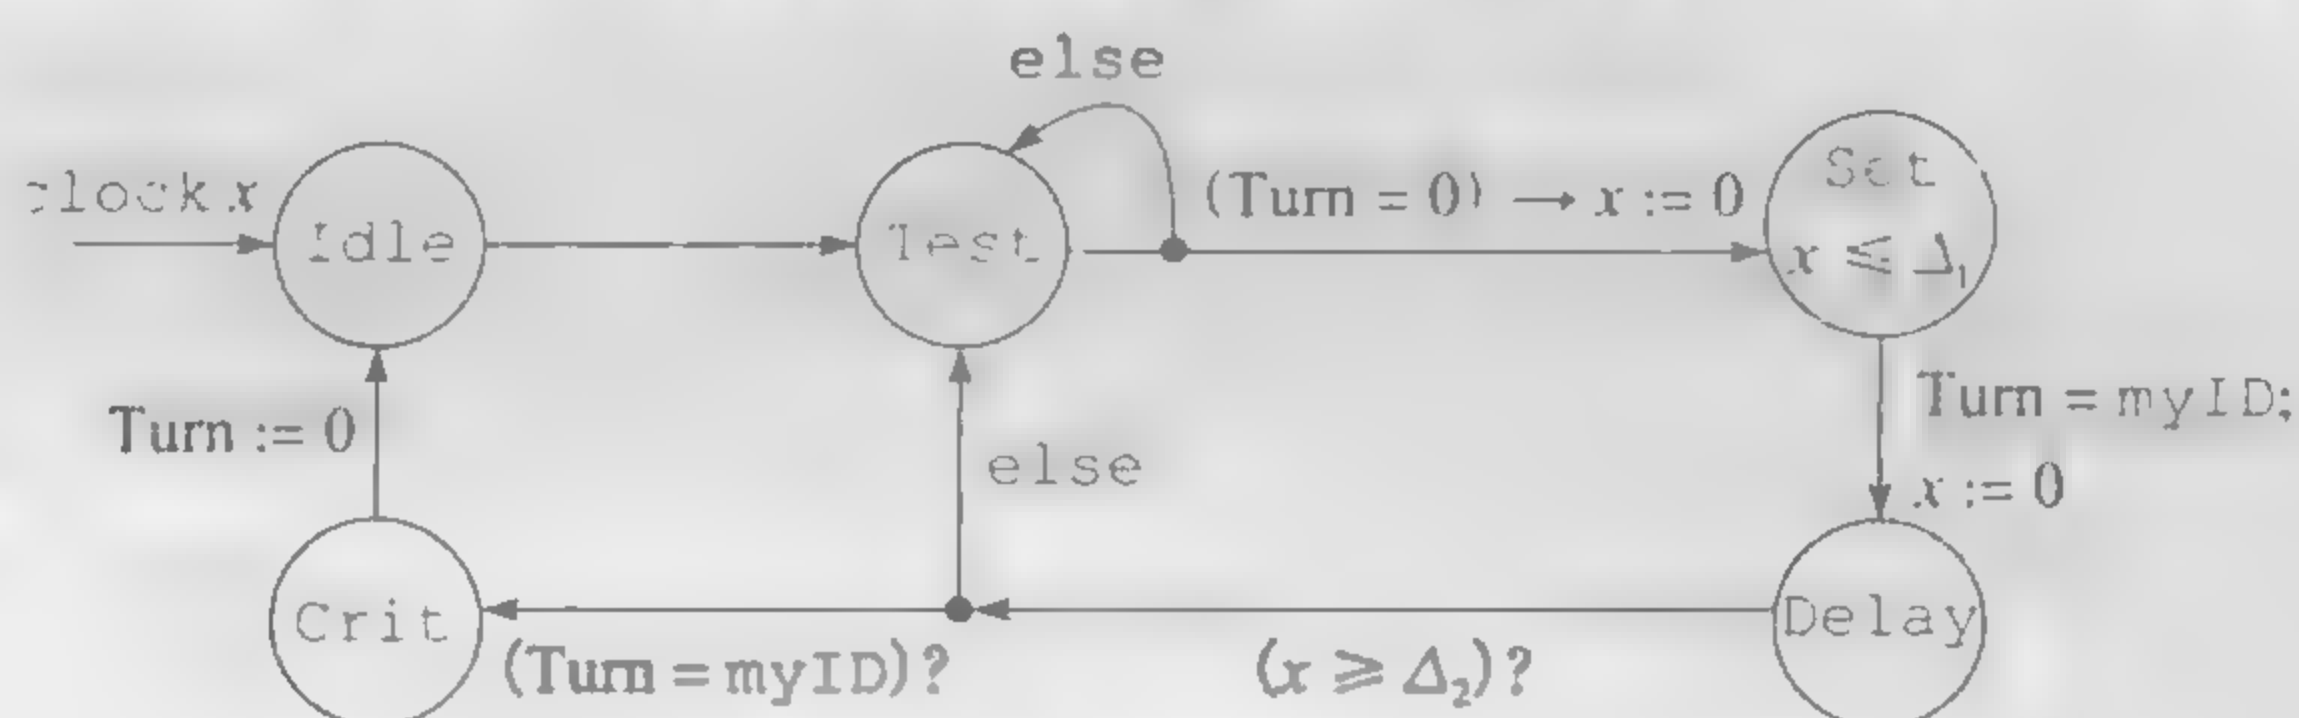 else
clock x
Idle
Test
(Turn = 0) → x := 0
Set
x ⩽ Δ₁
Turn := 0
else
Turn = myID;
x := 0
Crit
(Turn = myID)?
(x ⩾ Δ₂)?
Delay